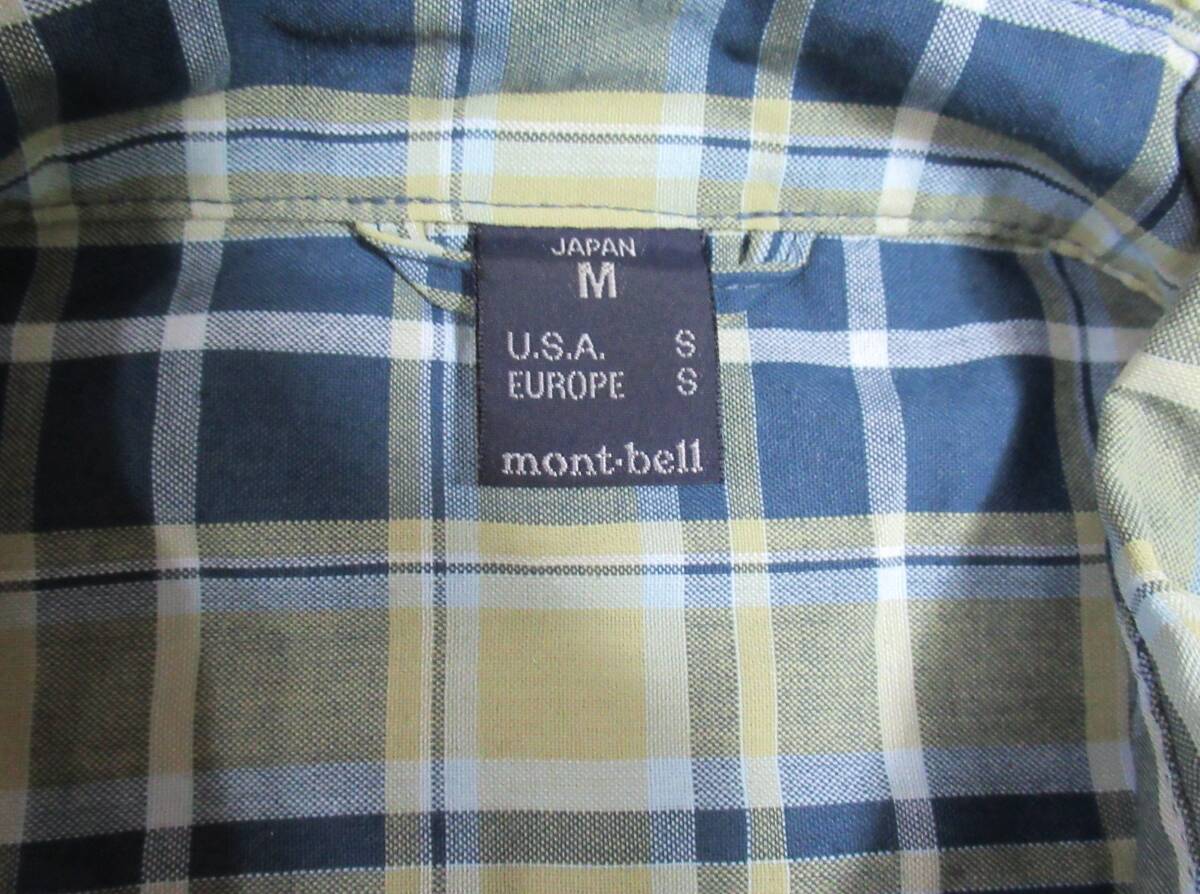 JAPAN
M
U.S.A. S
EUROPE S
mont·bell